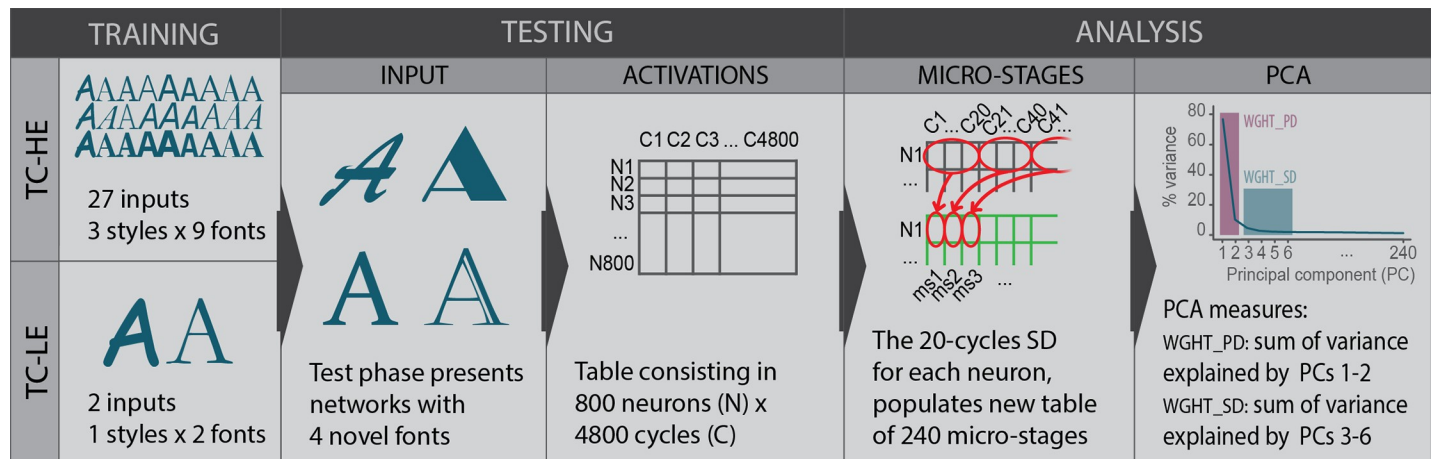 TRAINING
TESTING
ANALYSIS
INPUT
ACTIVATIONS
MICRO-STAGES
PCA
TC-HE
AAAAAAAAA
AAAAAAAAA
AAAAAAAAA
27 inputs
3 styles x 9 fonts
TC-LE
A A
2 inputs
1 styles x 2 fonts
A A
A A
Test phase presents
networks with
4 novel fonts
C1 C2 C3 ... C4800
N1
N2
N3
...
N800
Table consisting in
800 neurons (N) x
4800 cycles (C)
C1 ... C20 C21 ... C40 C41 ...
N1
...
N1
...
ms1 ms2 ms3 ...
The 20-cycles SD
for each neuron,
populates new table
of 240 micro-stages
% variance
80
60
40
20
0
WGHT_PD
WGHT_SD
1 2 3 4 5 6 ... 240
Principal component (PC)
PCA measures:
WGHT_PD: sum of variance
explained by PCs 1-2
WGHT_SD: sum of variance
explained by PCs 3-6